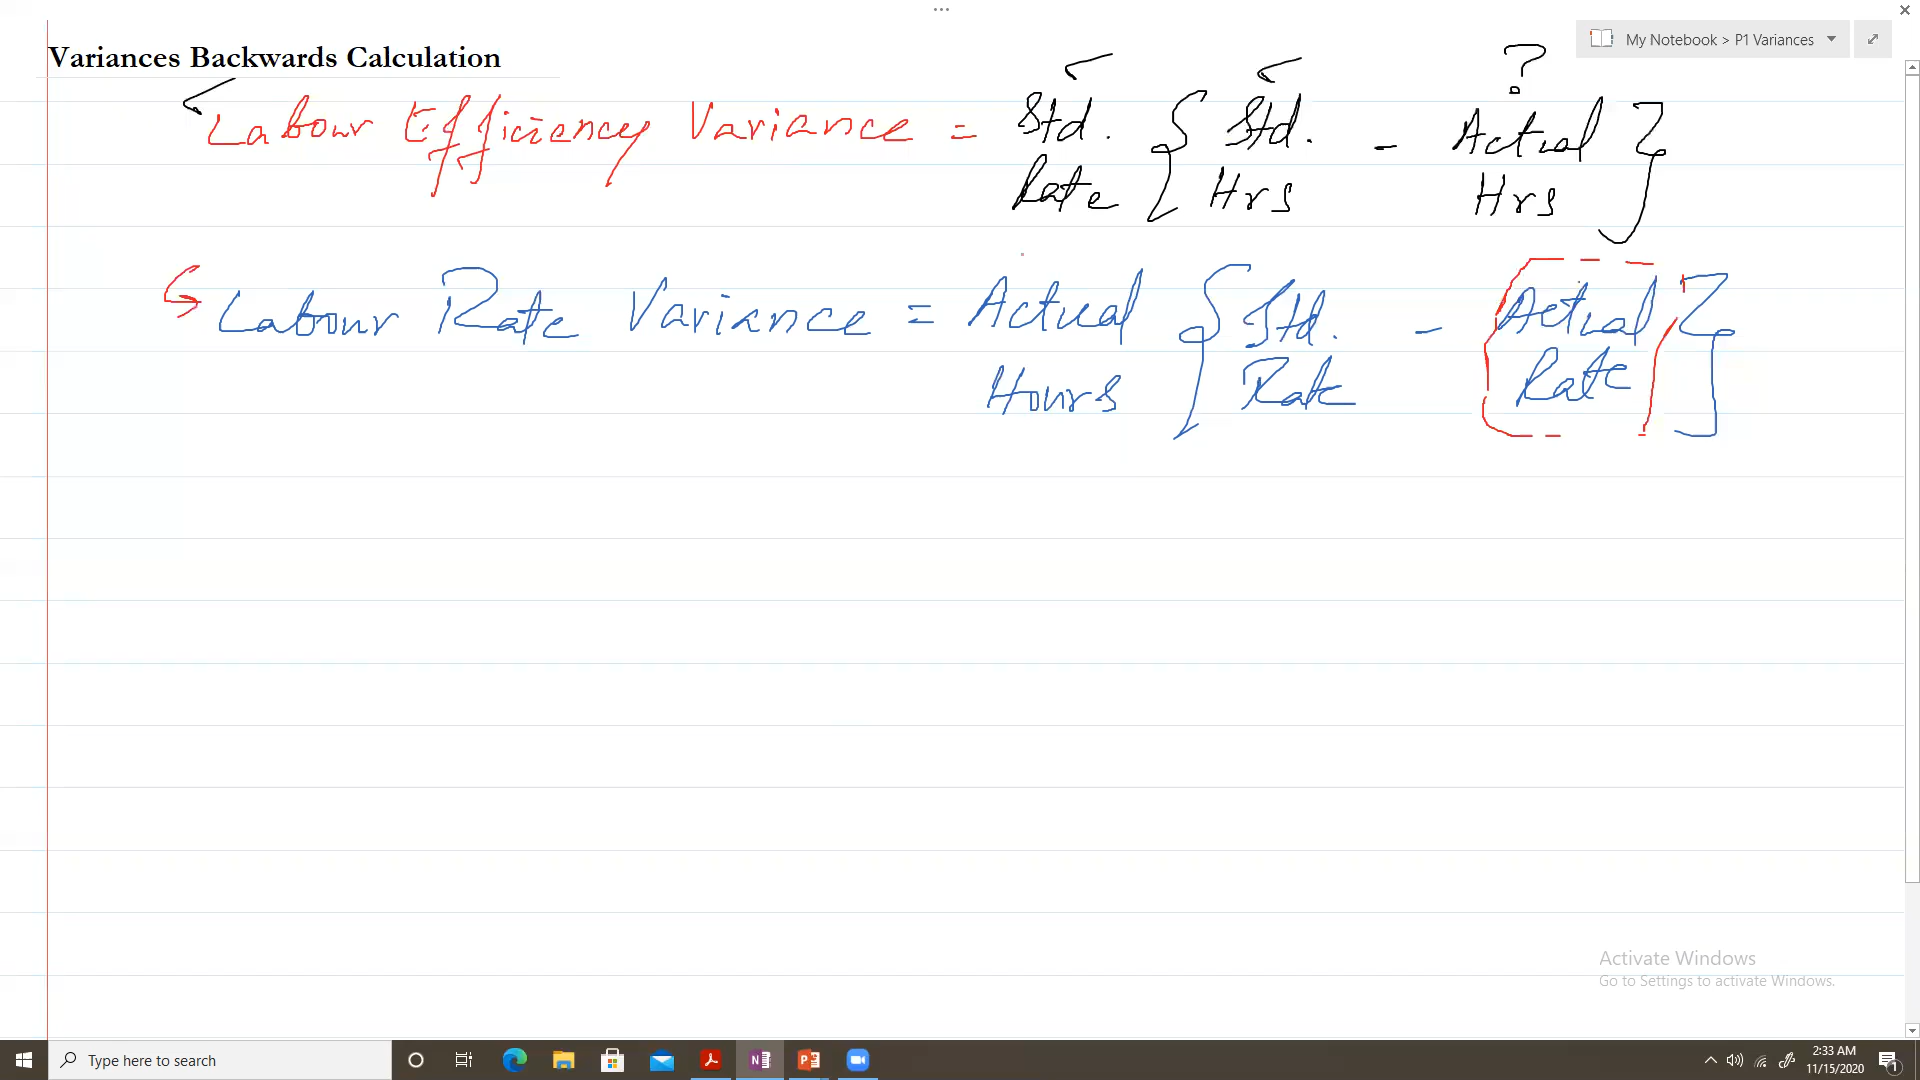 My Notebook > P1 Variances
Variances Backwards Calculation
?
Labour Efficiency Variance = Std. Rate { Std. Hrs - Actual Hrs }
Labour Rate Variance = Actual Hours { Std. Rate - Actual Rate }
Activate Windows
Go to Settings to activate Windows.
Type here to search
2:33 AM
11/15/2020
1